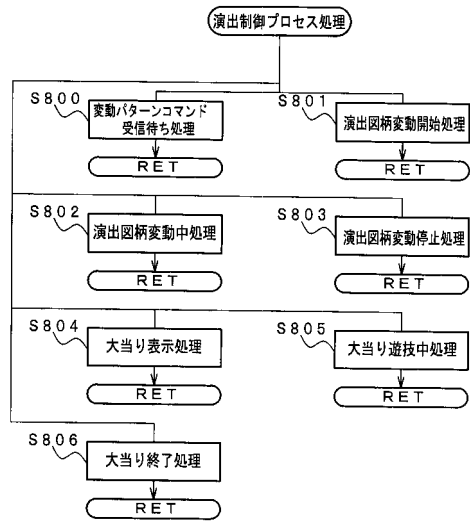 演出制御プロセス処理
S800
変動パターンコマンド
受信待ち処理
RET
S801
演出図柄変動開始処理
RET
S802
演出図柄変動中処理
RET
S803
演出図柄変動停止処理
RET
S804
大当り表示処理
RET
S805
大当り遊技中処理
RET
S806
大当り終了処理
RET